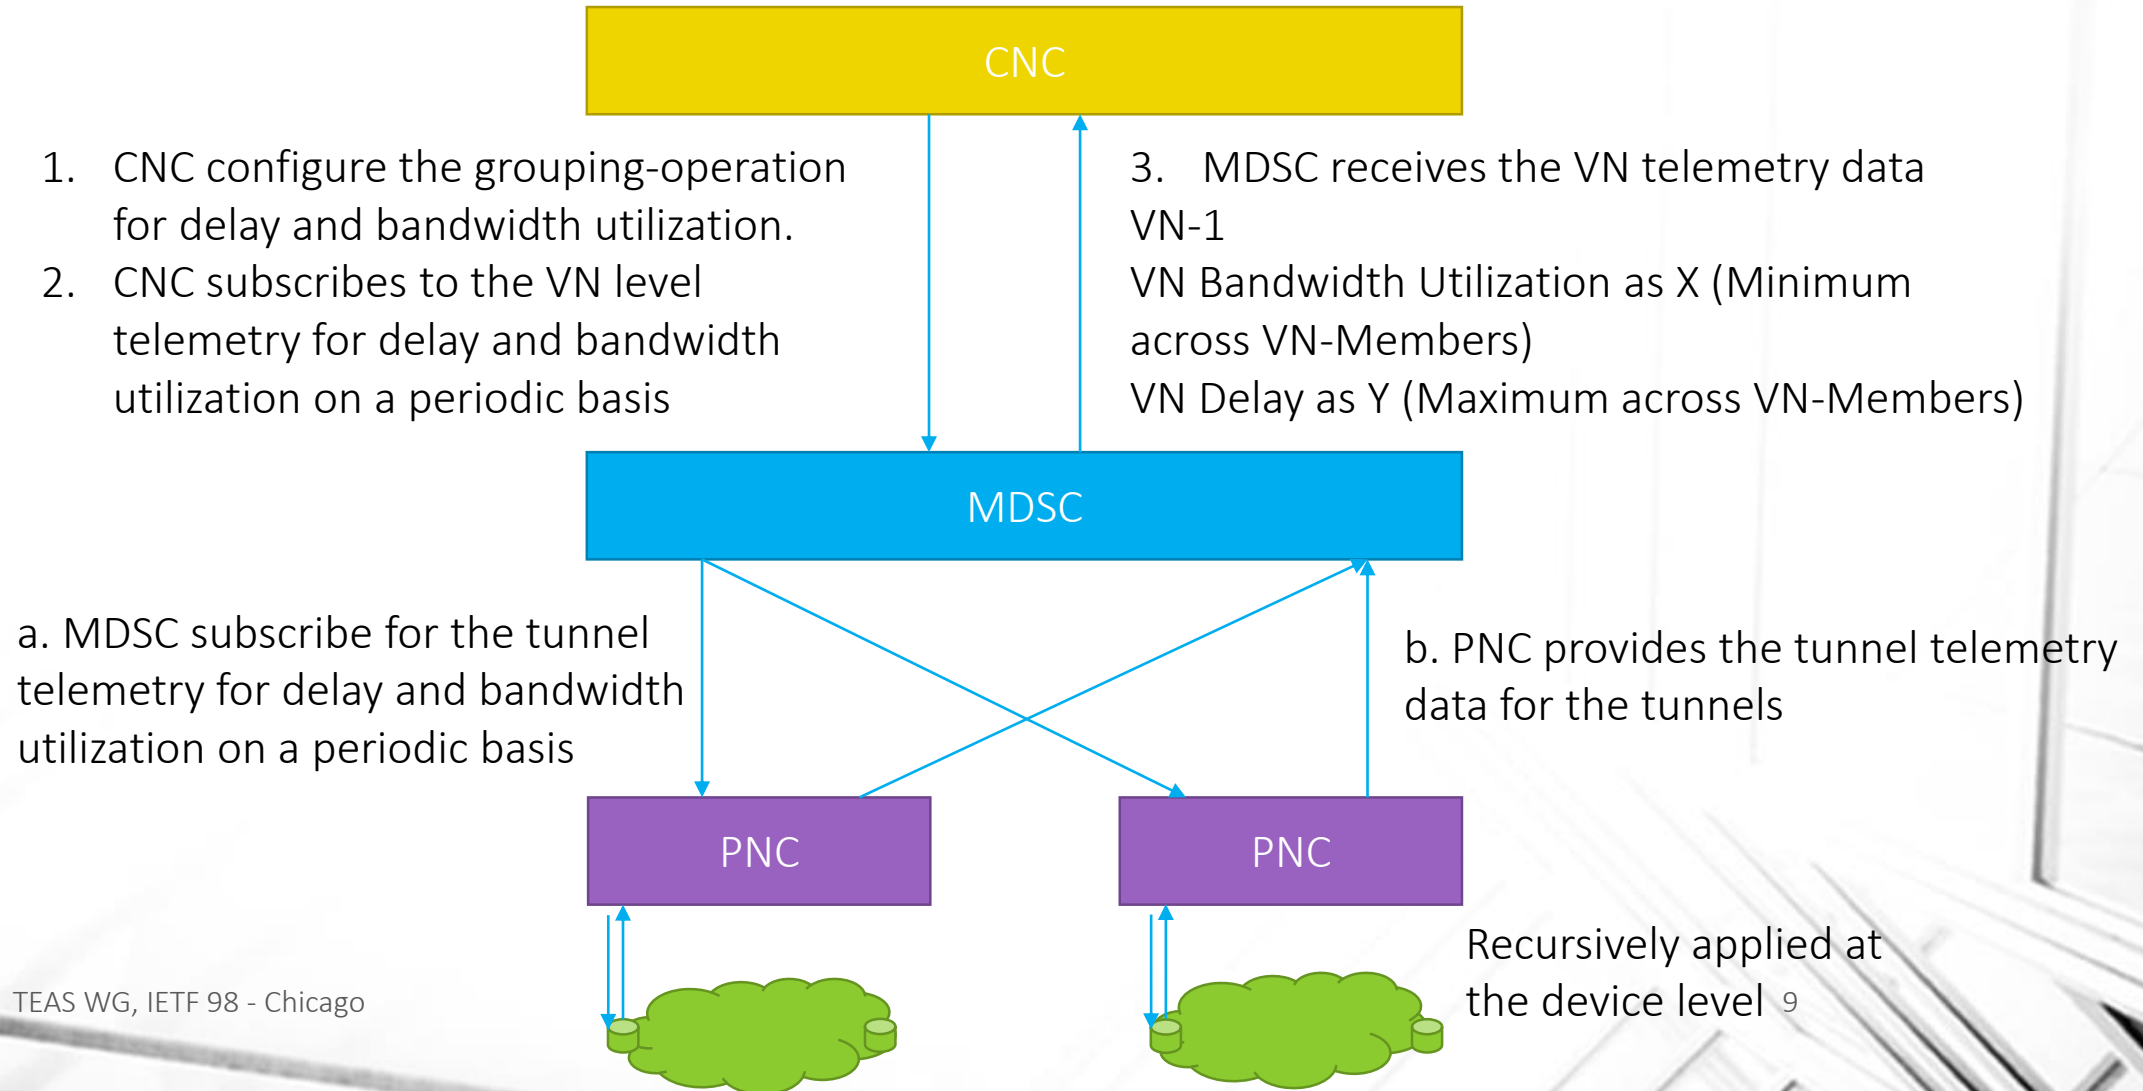 CNC
1. CNC configure the grouping-operation
for delay and bandwidth utilization.
2. CNC subscribes to the VN level
telemetry for delay and bandwidth
utilization on a periodic basis
3. MDSC receives the VN telemetry data
VN-1
VN Bandwidth Utilization as X (Minimum
across VN-Members)
VN Delay as Y (Maximum across VN-Members)
MDSC
a. MDSC subscribe for the tunnel
telemetry for delay and bandwidth
utilization on a periodic basis
b. PNC provides the tunnel telemetry
data for the tunnels
PNC
PNC
Recursively applied at
the device level
TEAS WG, IETF 98 - Chicago
9